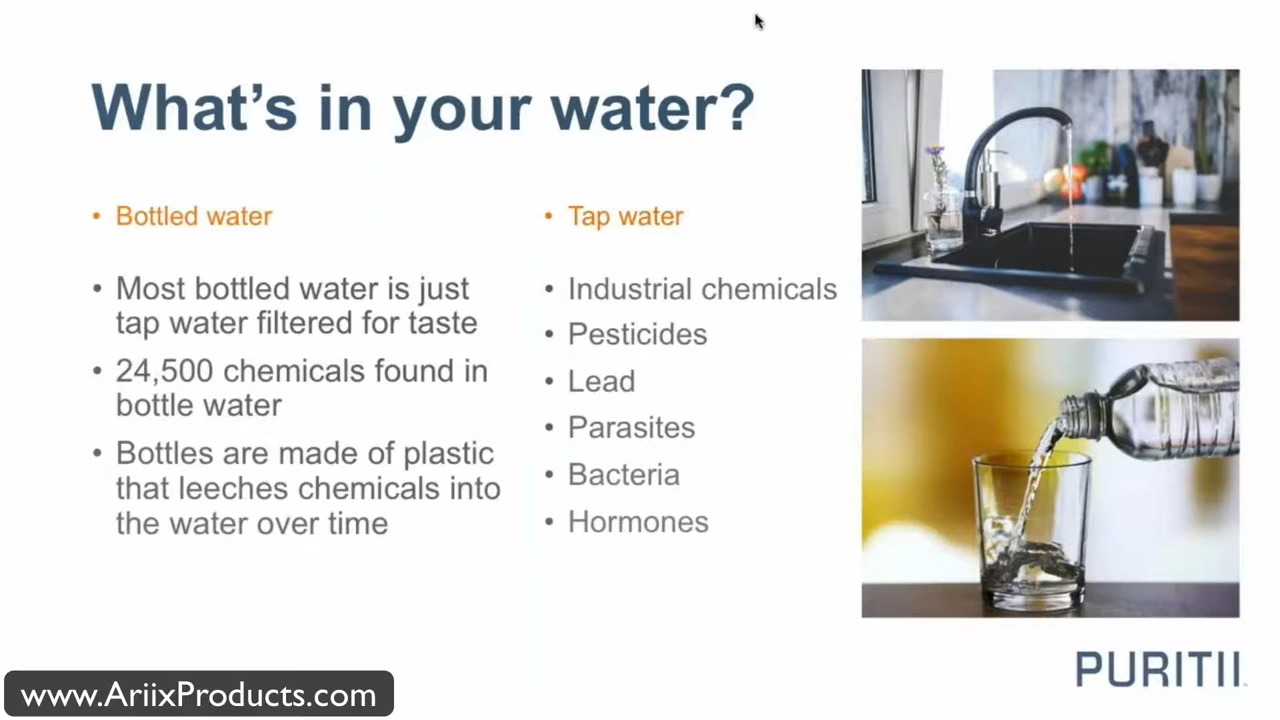 What's in your water?
• Bottled water
• Most bottled water is just
tap water filtered for taste
• 24,500 chemicals found in
bottle water
• Bottles are made of plastic
that leeches chemicals into
the water over time
• Tap water
• Industrial chemicals
• Pesticides
• Lead
• Parasites
• Bacteria
• Hormones
PURITII
www.AriixProducts.com